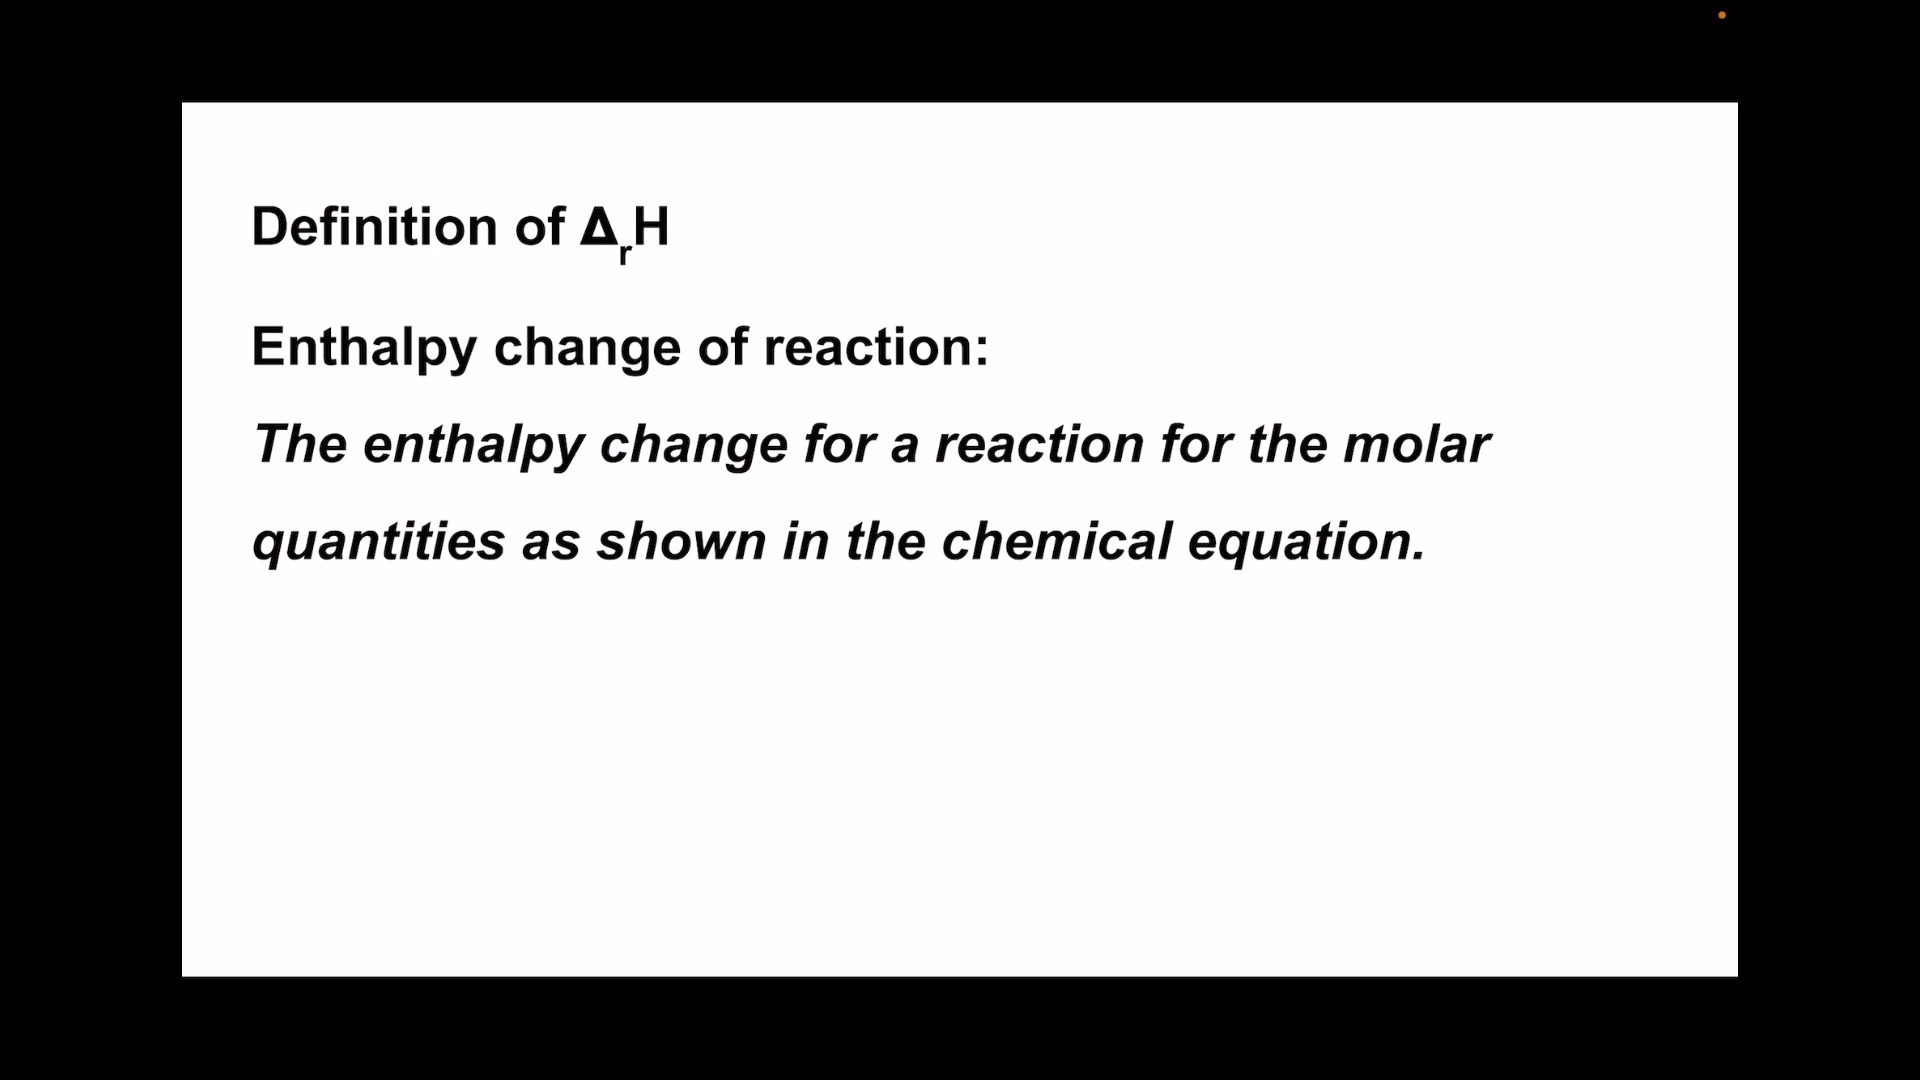 Definition of ΔrH
Enthalpy change of reaction:
The enthalpy change for a reaction for the molar
quantities as shown in the chemical equation.